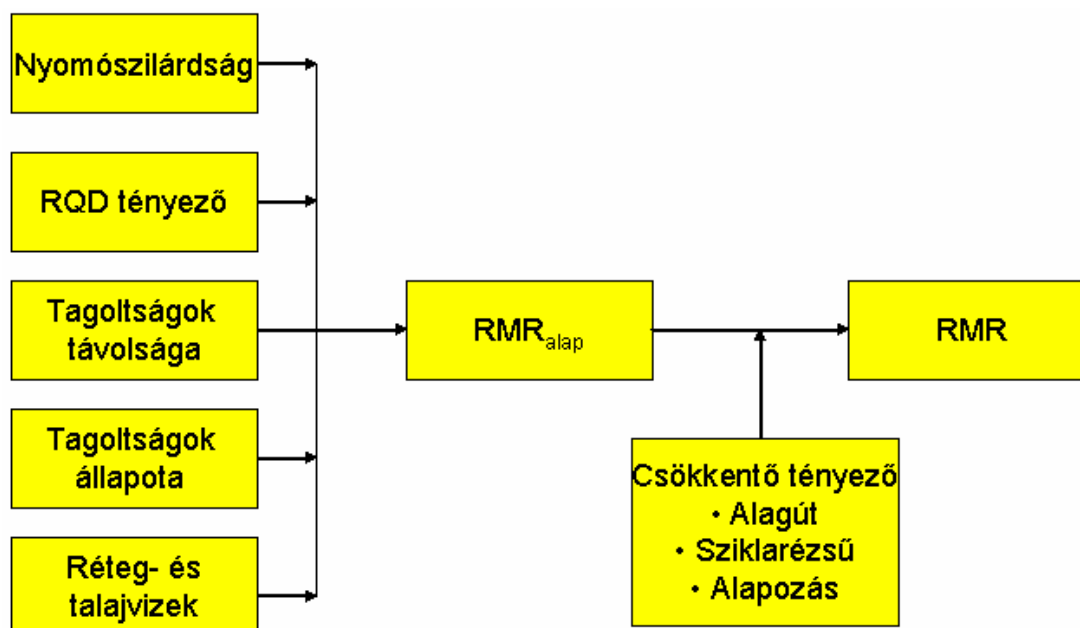 Nyomószilárdság
RQD tényező
Tagoltságok
távolsága
Tagoltságok
állapota
Réteg- és
talajvizek
RMRalap
RMR
Csökkentő tényező
• Alagút
• Sziklarézsű
• Alapozás